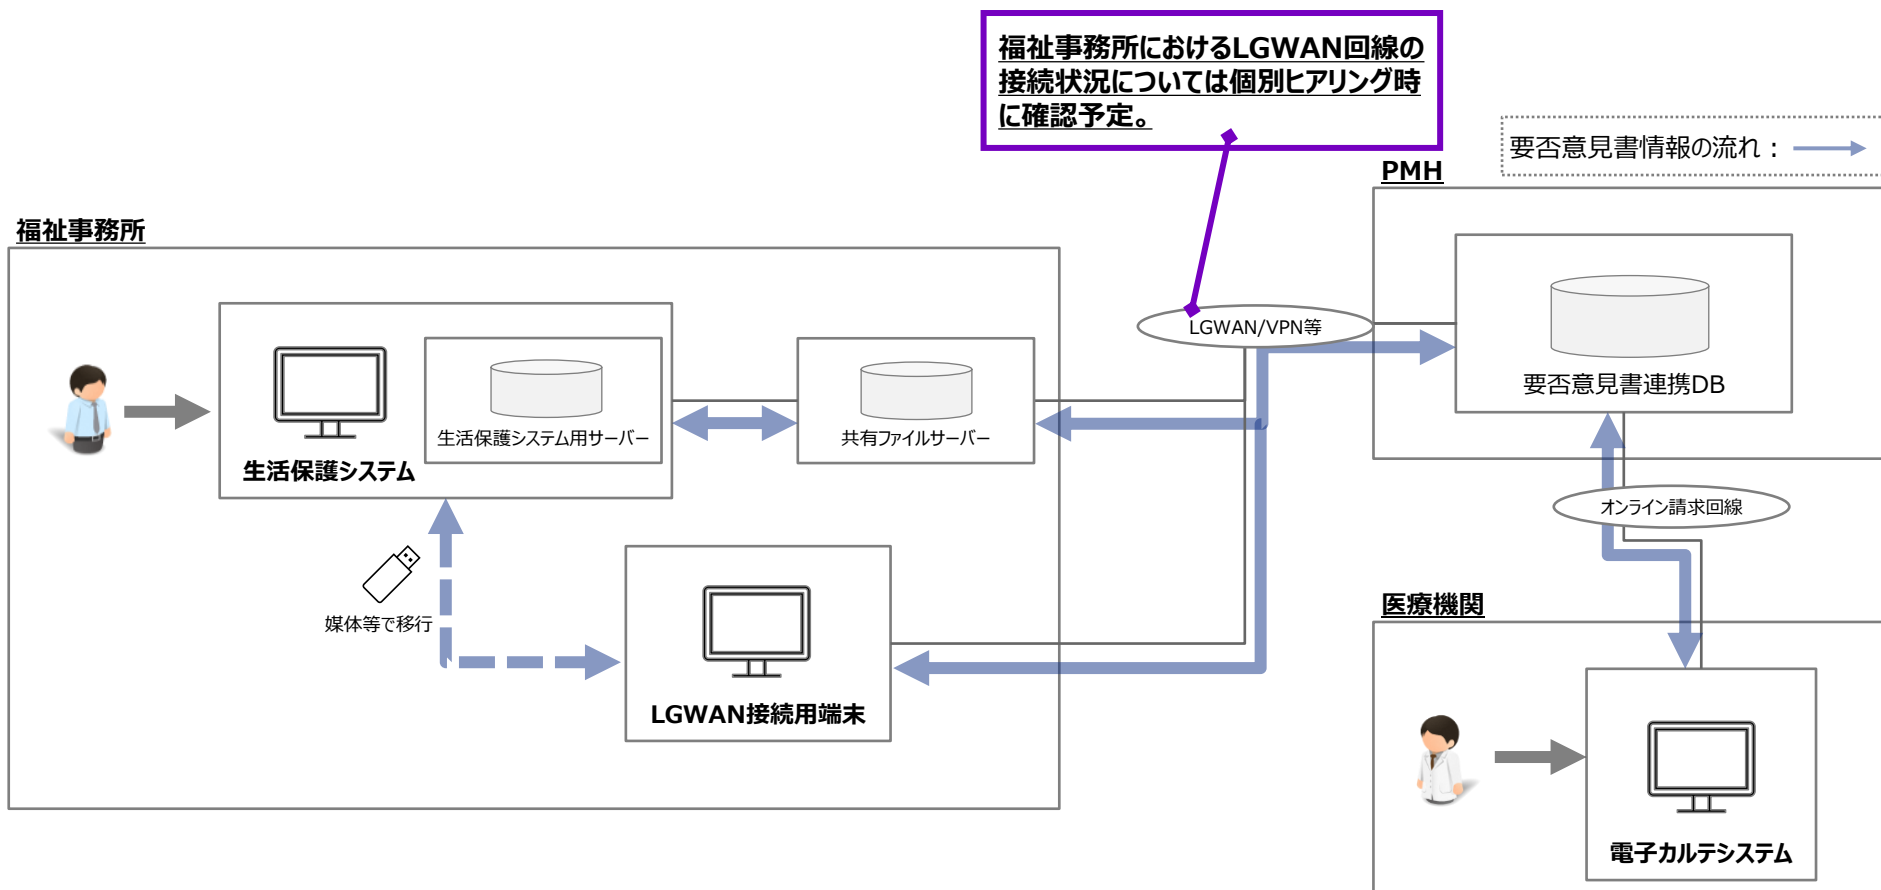 福祉事務所におけるLGWAN回線の
接続状況については個別ヒアリング時
に確認予定。
要否意見書情報の流れ：
PMH
福祉事務所
LGWAN/VPN等
要否意見書連携DB
生活保護システム用サーバー
共有ファイルサーバー
生活保護システム
オンライン請求回線
媒体等で移行
医療機関
LGWAN接続用端末
電子カルテシステム